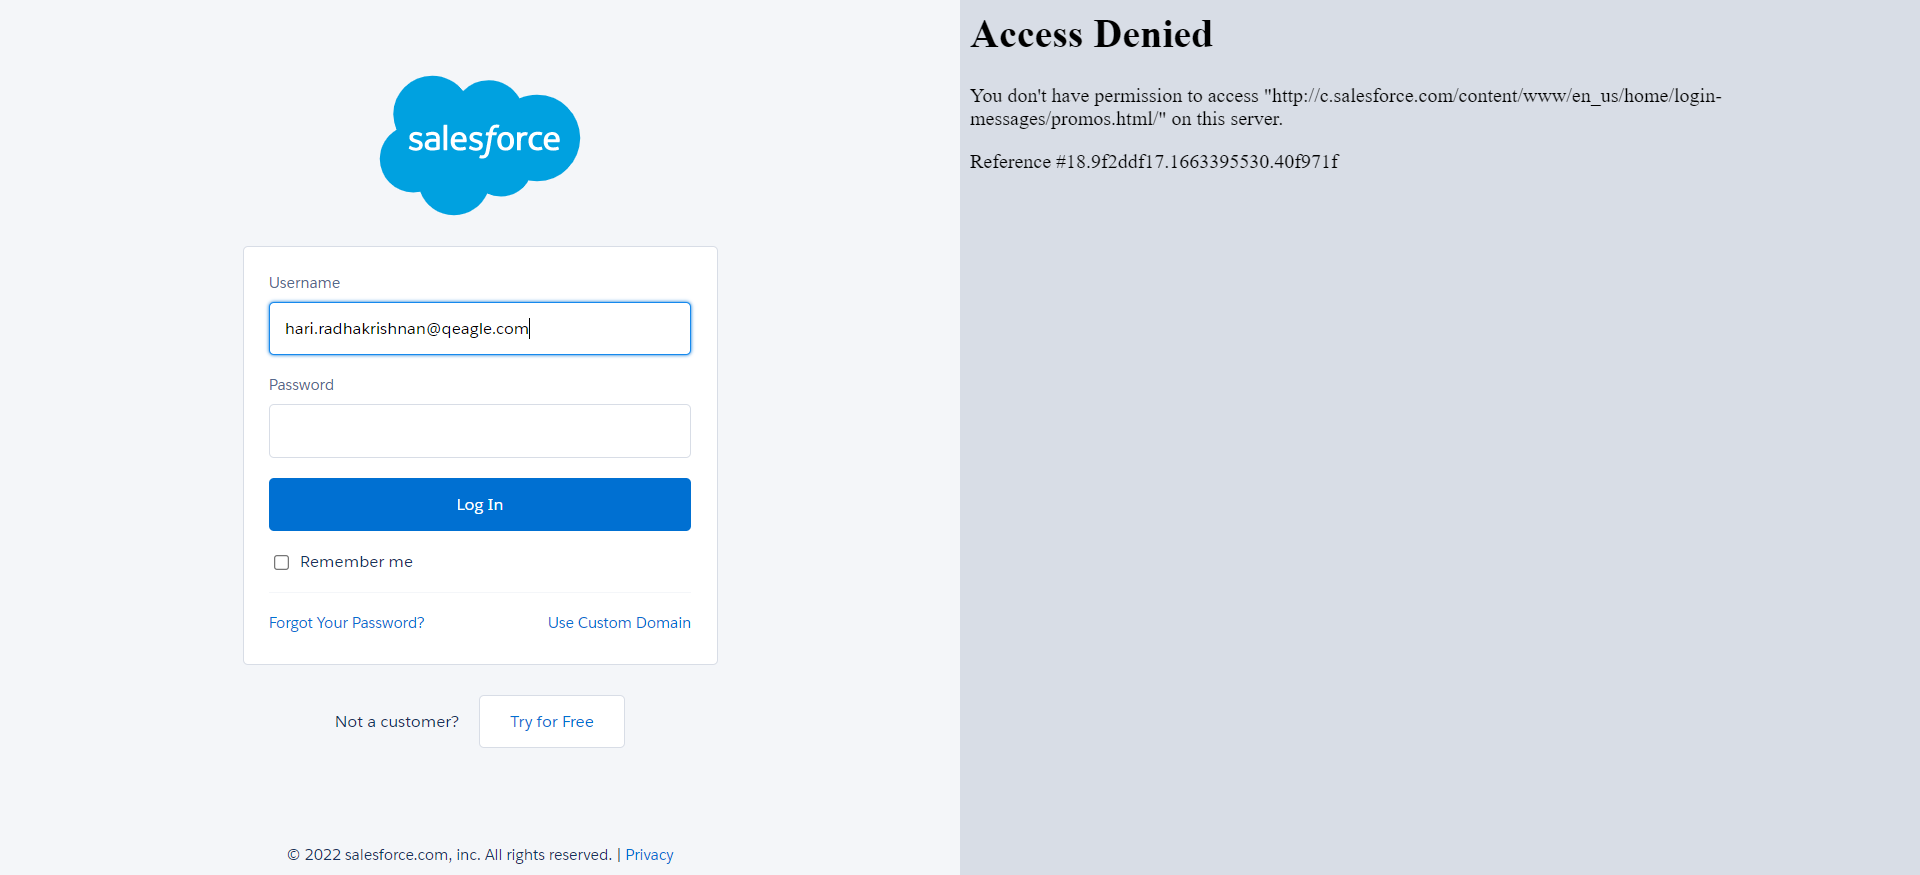 salesforce
Username
hari.radhakrishnan@qeagle.com
Password
Log In
Remember me
Forgot Your Password?
Use Custom Domain
Not a customer?
Try for Free
© 2022 salesforce.com, inc. All rights reserved. | Privacy
Access Denied
You don't have permission to access "http://c.salesforce.com/content/www/en_us/home/login-
messages/promos.html/" on this server.
Reference #18.9f2ddf17.1663395530.40f971f